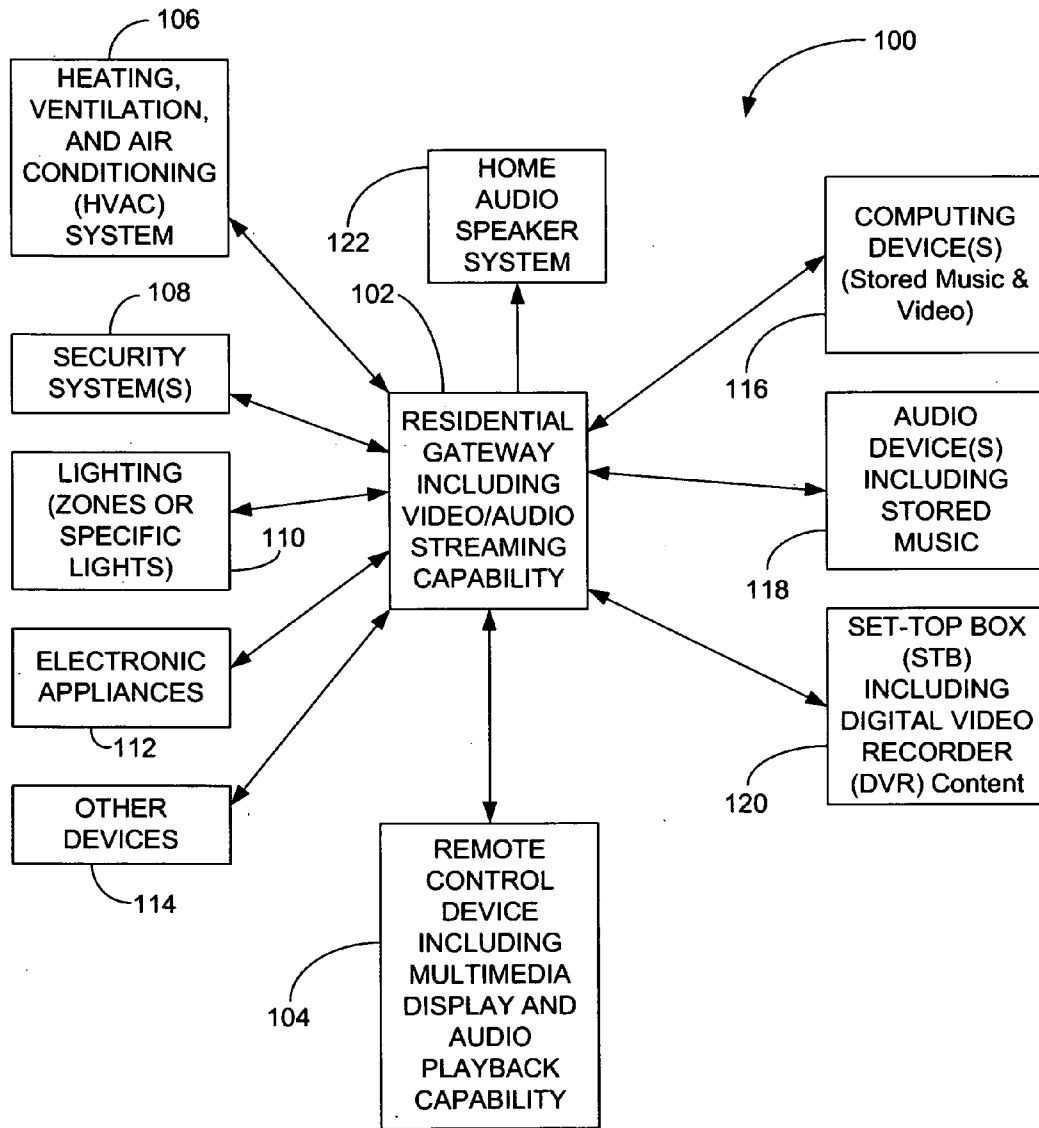 106
HEATING,
VENTILATION,
AND AIR
CONDITIONING
(HVAC)
SYSTEM
100
HOME
AUDIO
SPEAKER
SYSTEM
122
COMPUTING
DEVICE(S)
(Stored Music &
Video)
116
108
SECURITY
SYSTEM(S)
102
RESIDENTIAL
GATEWAY
INCLUDING
VIDEO/AUDIO
STREAMING
CAPABILITY
AUDIO
DEVICE(S)
INCLUDING
STORED
MUSIC
118
LIGHTING
(ZONES OR
SPECIFIC
LIGHTS)
110
ELECTRONIC
APPLIANCES
112
SET-TOP BOX
(STB)
INCLUDING
DIGITAL VIDEO
RECORDER
(DVR) Content
120
OTHER
DEVICES
114
REMOTE
CONTROL
DEVICE
INCLUDING
MULTIMEDIA
DISPLAY AND
AUDIO
PLAYBACK
CAPABILITY
104